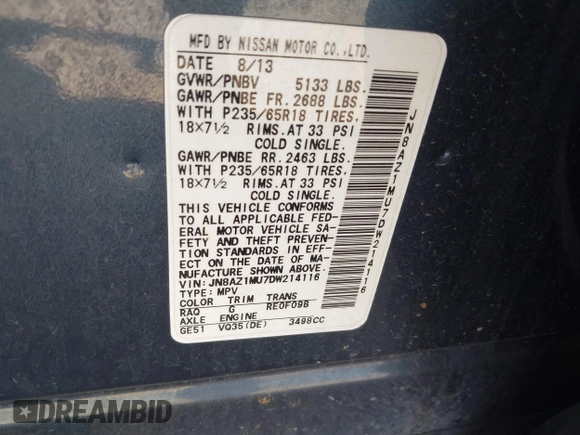 MFD BY NISSAN MOTOR CO.,LTD.
DATE 8/13
GVWR/PNBV 5133 LBS.
GAWR/PNBE FR. 2688 LBS.
WITH P235/65R18 TIRES,
18×7½ RIMS. AT 33 PSI
COLD SINGLE.
GAWR/PNBE RR. 2463 LBS.
WITH P235/65R18 TIRES,
18×7½ RIMS. AT 33 PSI
COLD SINGLE.
THIS VEHICLE CONFORMS
TO ALL APPLICABLE FED-
ERAL MOTOR VEHICLE SA-
FETY AND THEFT PREVEN-
TION STANDARDS IN EFF-
ECT ON THE DATE OF MA-
NUFACTURE SHOWN ABOVE.
VIN: JN8AZ1MU7DW214116
TYPE: MPV
COLOR TRIM TRANS
RAQ G RE0F09B
AXLE ENGINE
GE51 VQ35(DE) 3498CC
JN8AZ1MU7DW214116
DREAMBID